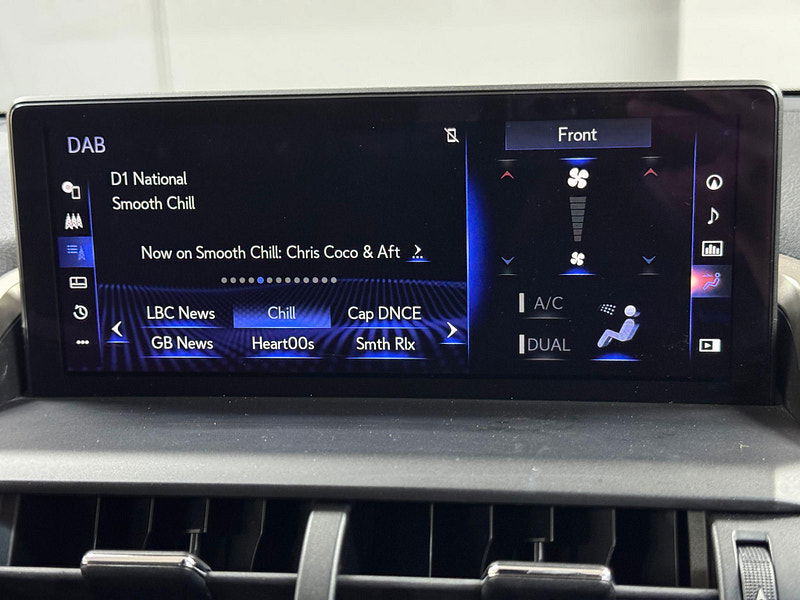 DAB
D1 National
Smooth Chill
Now on Smooth Chill: Chris Coco & Aft
LBC News Chill Cap DNCE
GB News Heart00s Smth Rlx
Front
A/C
DUAL